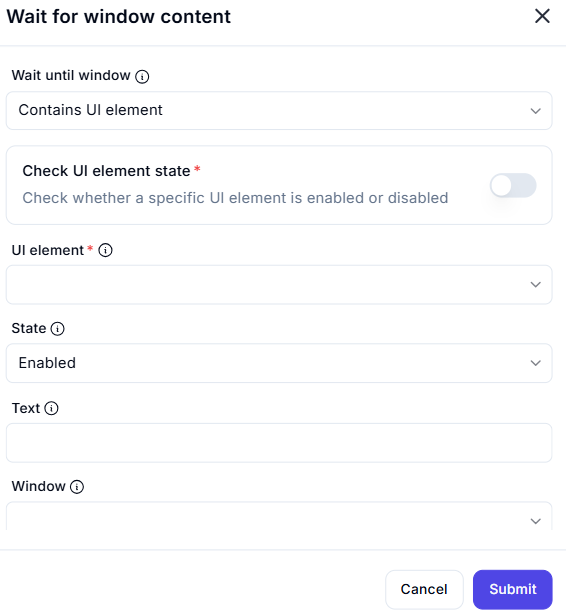 Wait for window content
Wait until window
Contains UI element
Check UI element state *
Check whether a specific UI element is enabled or disabled
UI element *
State
Enabled
Text
Window
Cancel
Submit